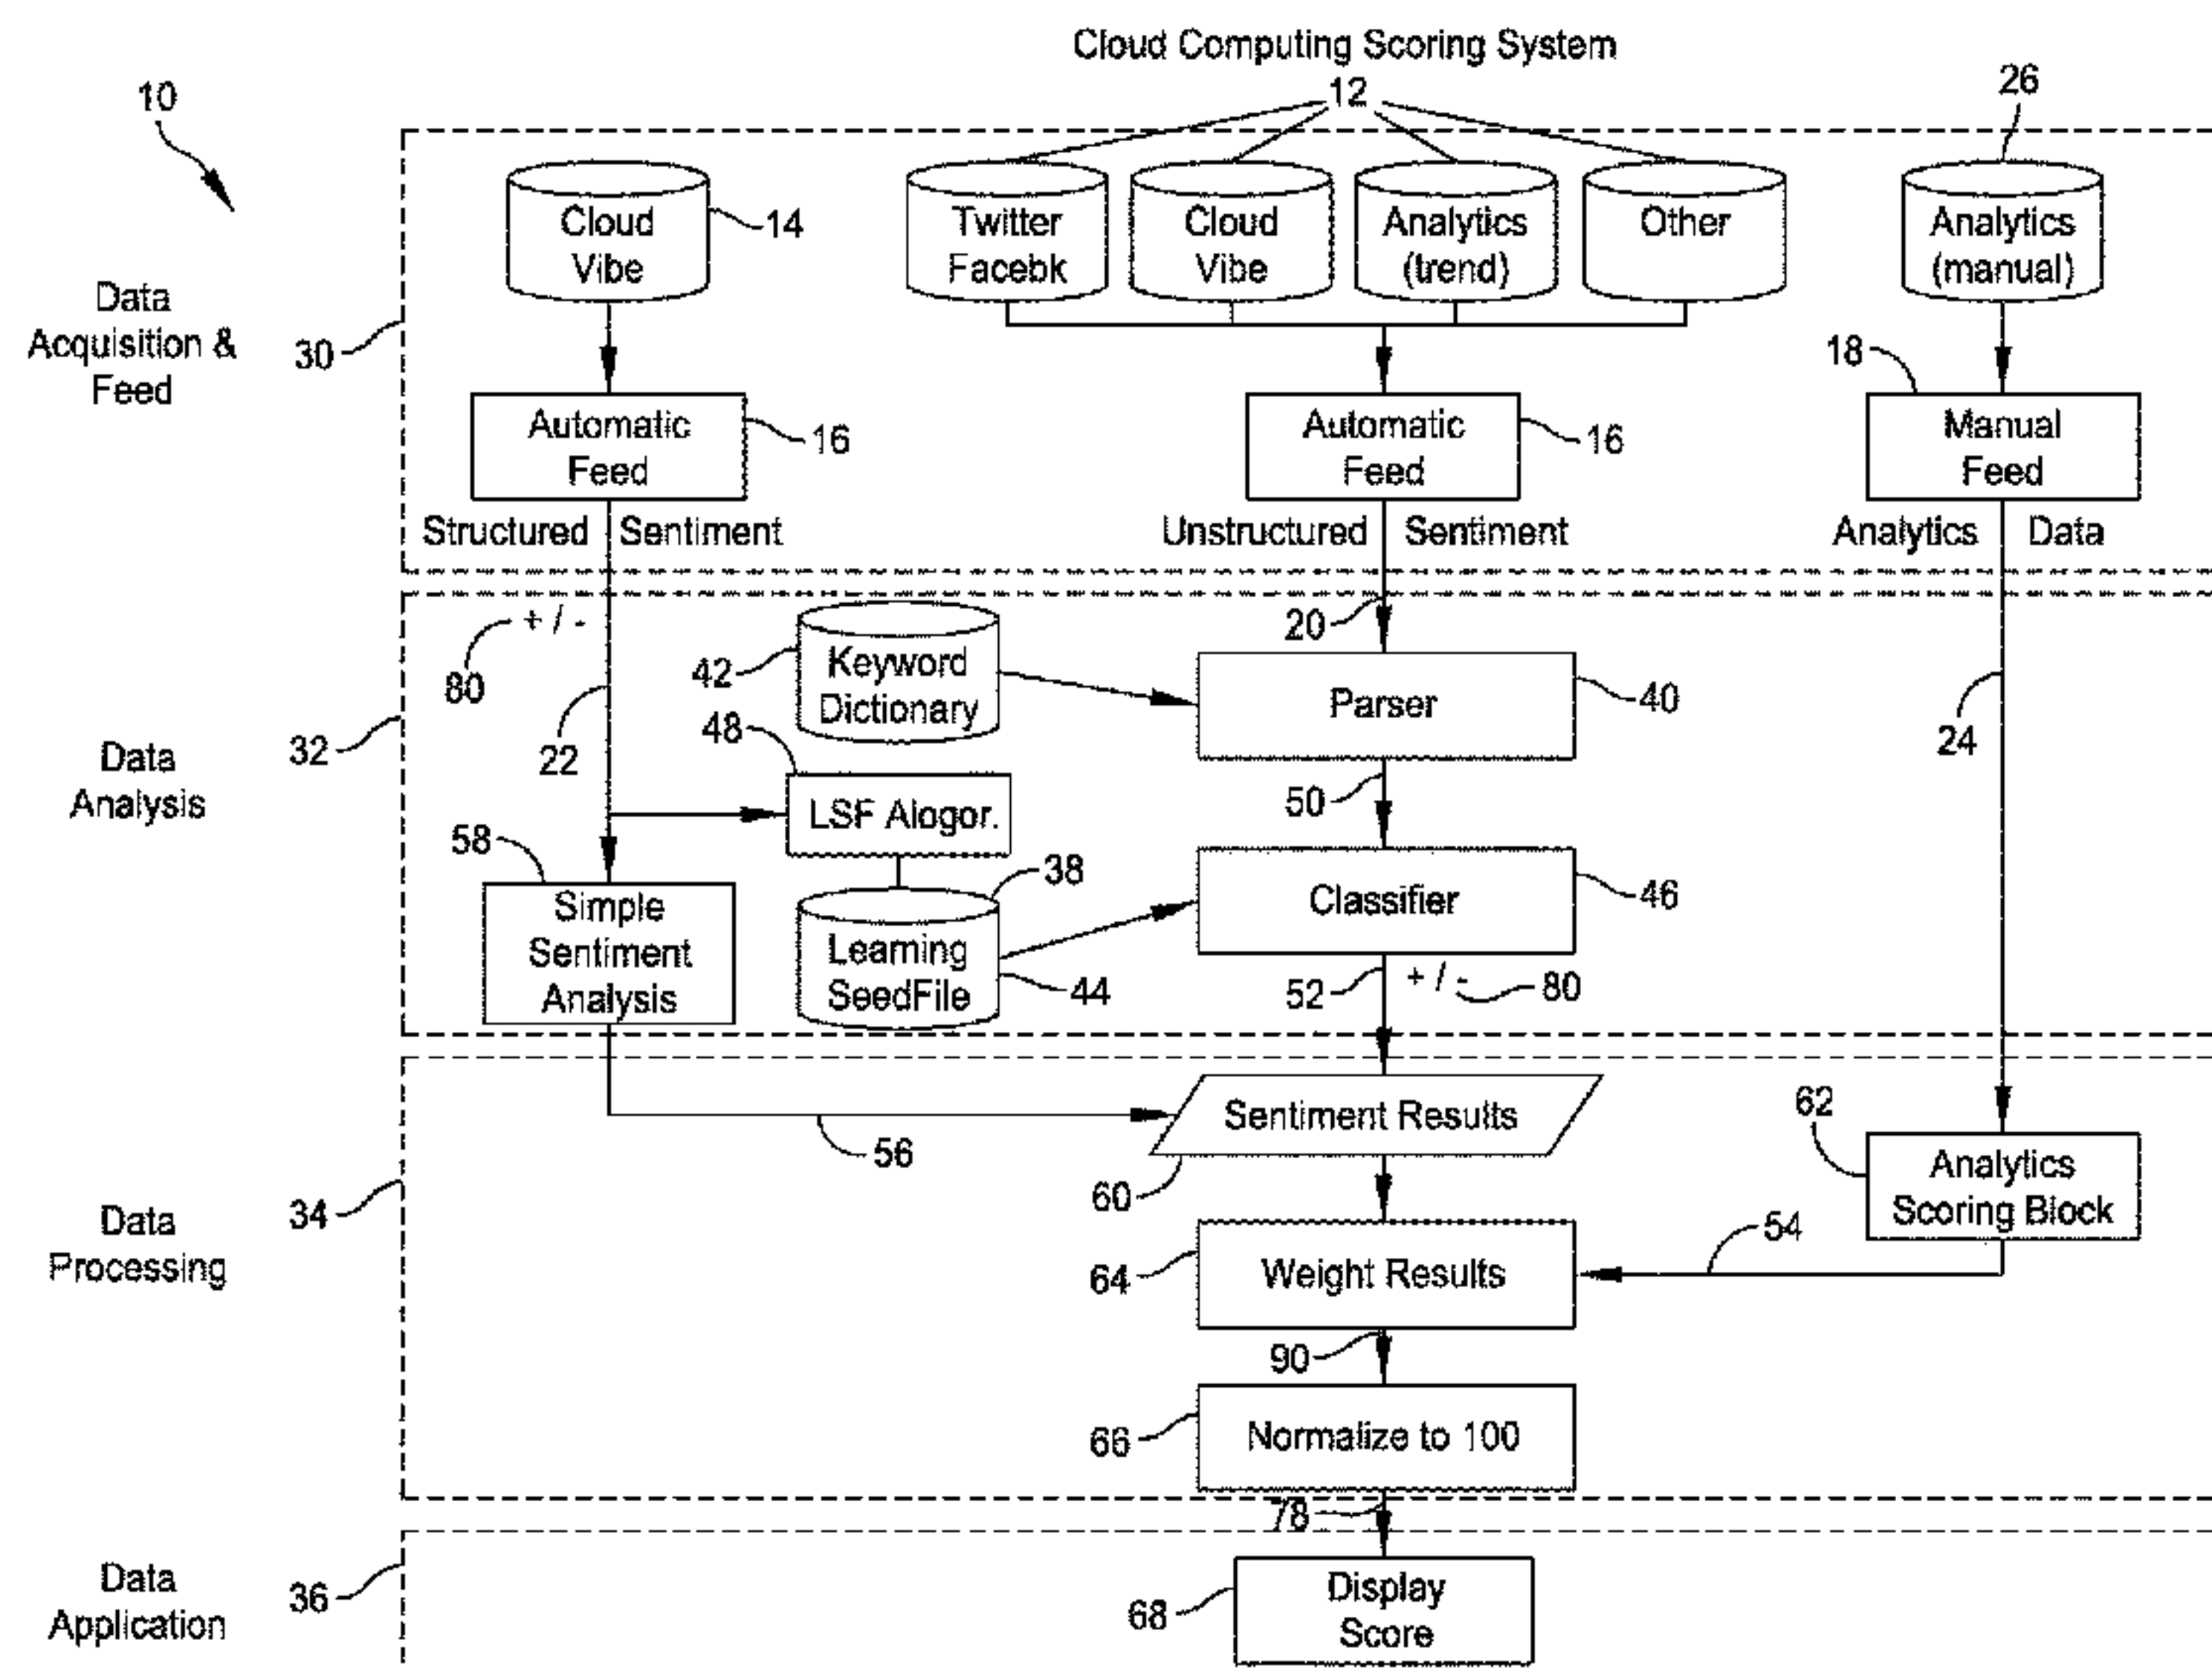 Cloud Computing Scoring System
10
12
26
Cloud
Vibe
14
Twitter
Facebk
Cloud
Vibe
Analytics
(trend)
Other
Analytics
(manual)
Data
Acquisition &
Feed
30
18
Automatic
Feed
16
Automatic
Feed
16
Manual
Feed
Structured Sentiment
Unstructured Sentiment
Analytics Data
+ / -
80
20
42
Keyword
Dictionary
Parser
40
22
24
32
Data
Analysis
48
LSF Alogor.
50
58
Simple
Sentiment
Analysis
38
Learning
SeedFile
44
Classifier
46
52
+ / -
80
56
Sentiment Results
60
62
Analytics
Scoring Block
34
Data
Processing
64
Weight Results
54
90
66
Normalize to 100
78
Data
Application
36
68
Display
Score